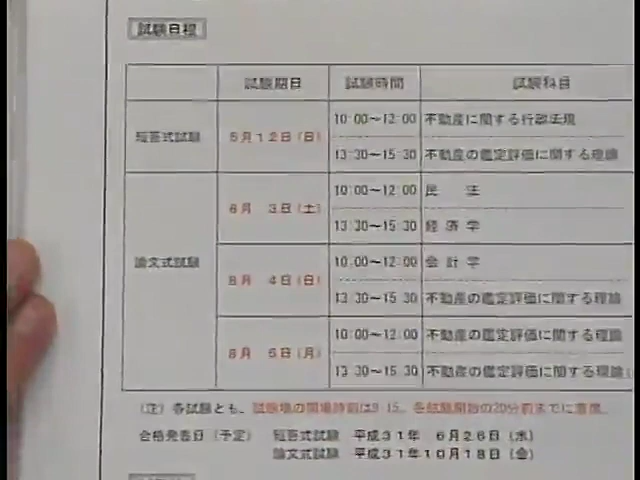 試験日程
試験期日 試験時間 試験科目
短答式試験 5月12日(日) 10:00~12:00 不動産に関する行政法規
13:30~15:30 不動産の鑑定評価に関する理論
論文式試験 8月 3日(土) 10:00~12:00 民 法
13:30~15:30 経済学
8月 4日(日) 10:00~12:00 会計学
13:30~15:30 不動産の鑑定評価に関する理論
8月 5日(月) 10:00~12:00 不動産の鑑定評価に関する理論
13:30~15:30 不動産の鑑定評価に関する理論
(注)各試験とも、試験場の開場時刻は9:15、各試験開始の20分前までに着席。
合格発表日(予定) 短答式試験 平成31年 6月26日(水)
論文式試験 平成31年10月18日(金)